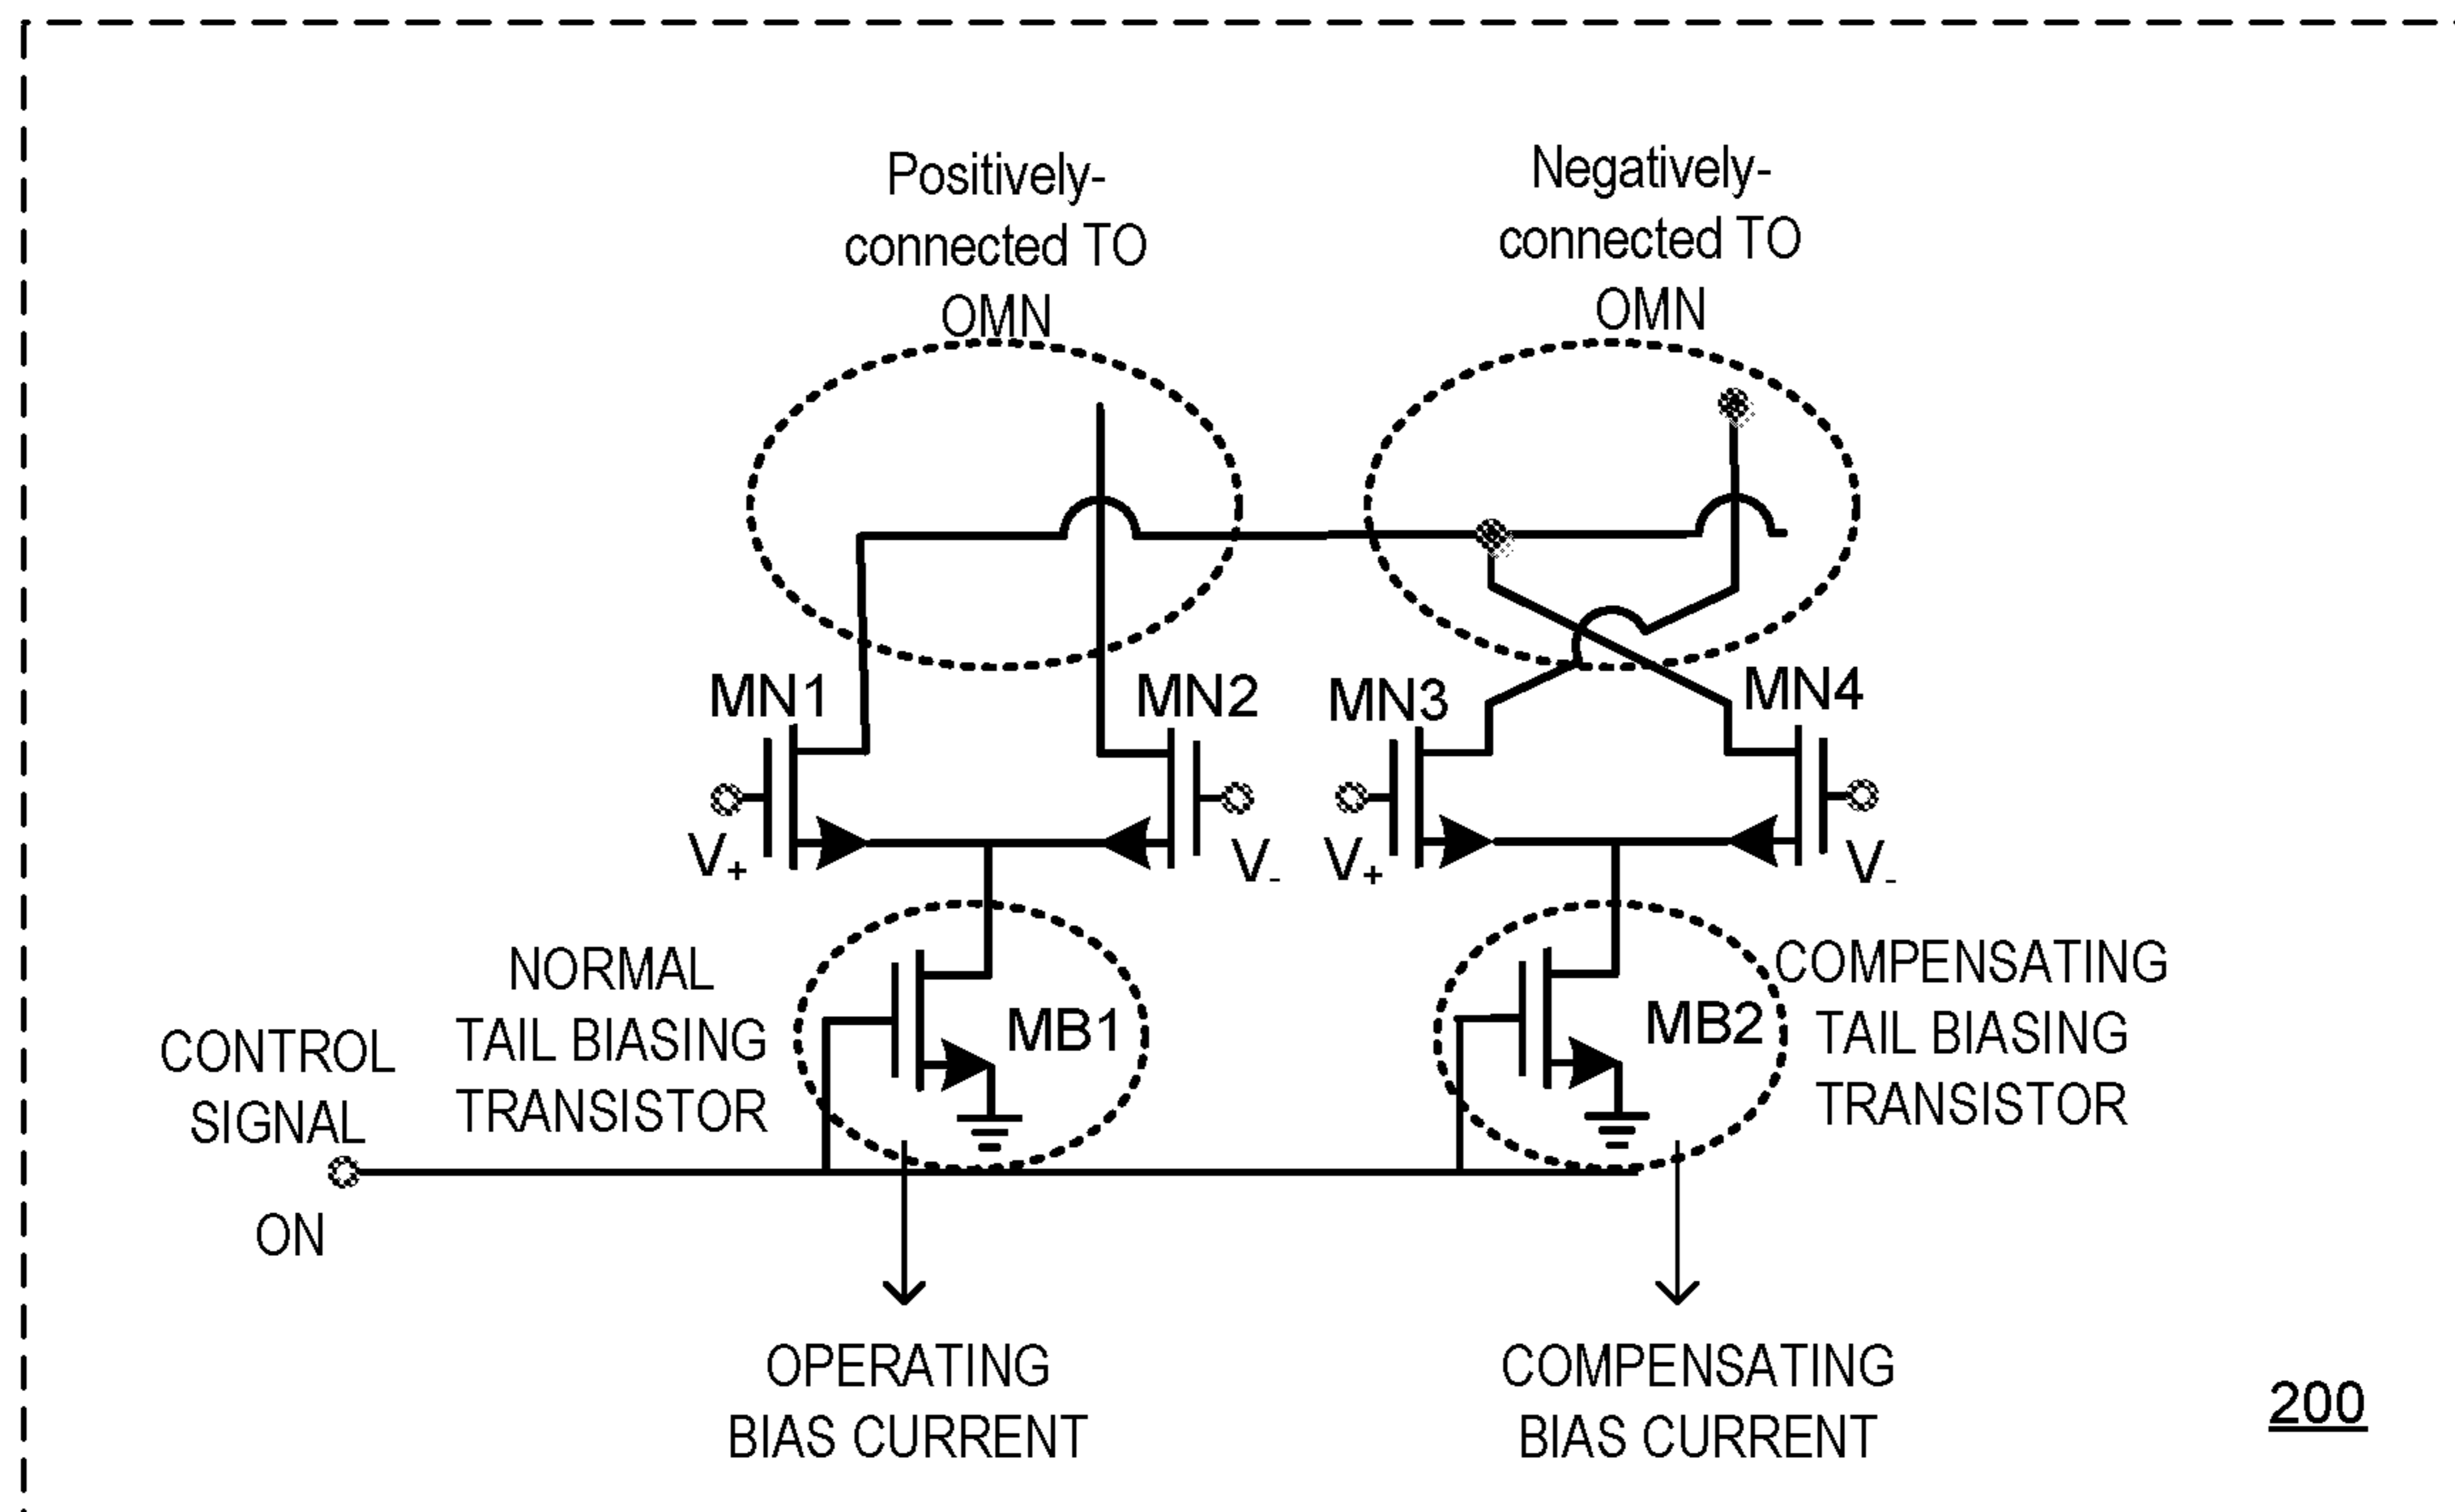 Positively-
connected TO
OMN
Negatively-
connected TO
OMN
MN1
MN2
MN3
MN4
V+
V-
V+
V-
NORMAL
TAIL BIASING
TRANSISTOR
MB1
MB2
COMPENSATING
TAIL BIASING
TRANSISTOR
CONTROL
SIGNAL
ON
OPERATING
BIAS CURRENT
COMPENSATING
BIAS CURRENT
200